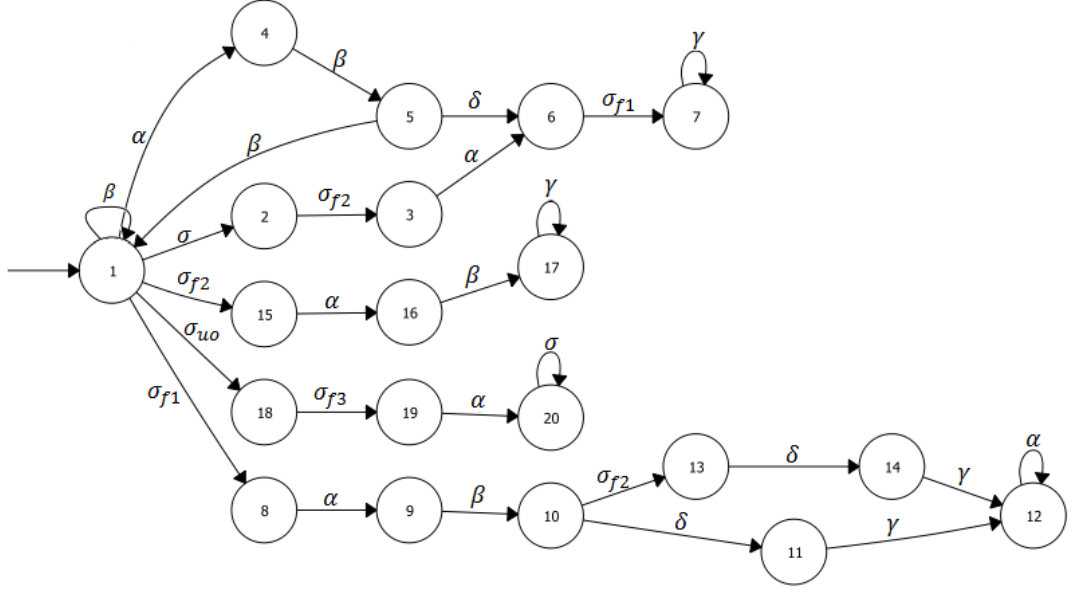 4
β
γ
α
5
δ
6
σf1
7
β
α
β
γ
σf2
2
3
σ
17
1
σf2
β
15
α
16
σuo
σ
σf1
18
σf3
19
α
20
α
13
δ
14
σf2
γ
8
α
9
β
10
12
δ
γ
11